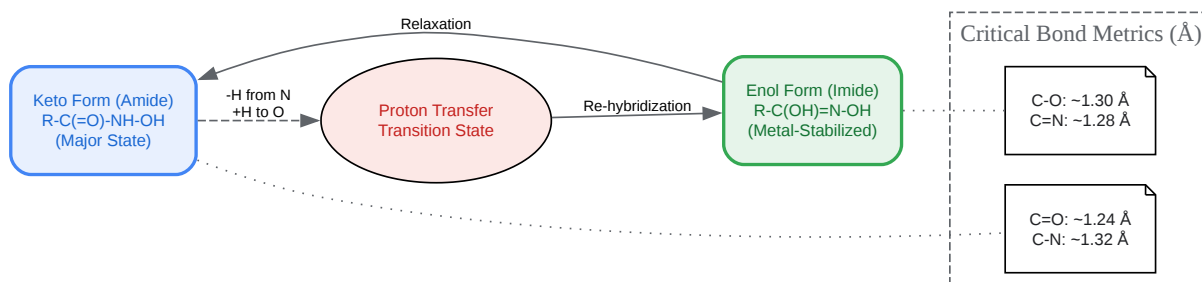 Relaxation
Critical Bond Metrics (Å)
Keto Form (Amide)
R-C(=O)-NH-OH
(Major State)
-H from N
+H to O
Proton Transfer
Transition State
Re-hybridization
Enol Form (Imide)
R-C(OH)=N-OH
(Metal-Stabilized)
C-O: ~1.30 Å
C=N: ~1.28 Å
C=O: ~1.24 Å
C-N: ~1.32 Å